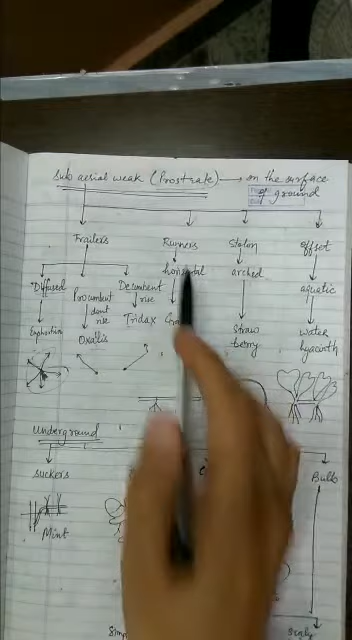 Sub aerial weak (Prostrate) → on the surface
of ground
Trailers Runners Stolon offset
horizontal arched aquatic
Diffused Procumbent Decumbent
dont rise rise
Euphorbia Oxalis Tridax
Straw berry
water hyacinth
Underground
suckers Bulb
Mint